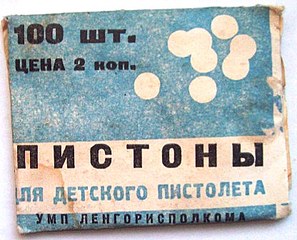 100 шт.
ЦЕНА 2 коп.
ПИСТОНЫ
ЛЯ ДЕТСКОГО ПИСТОЛЕТА
УМП ЛЕНГОРИСПОЛКОМА